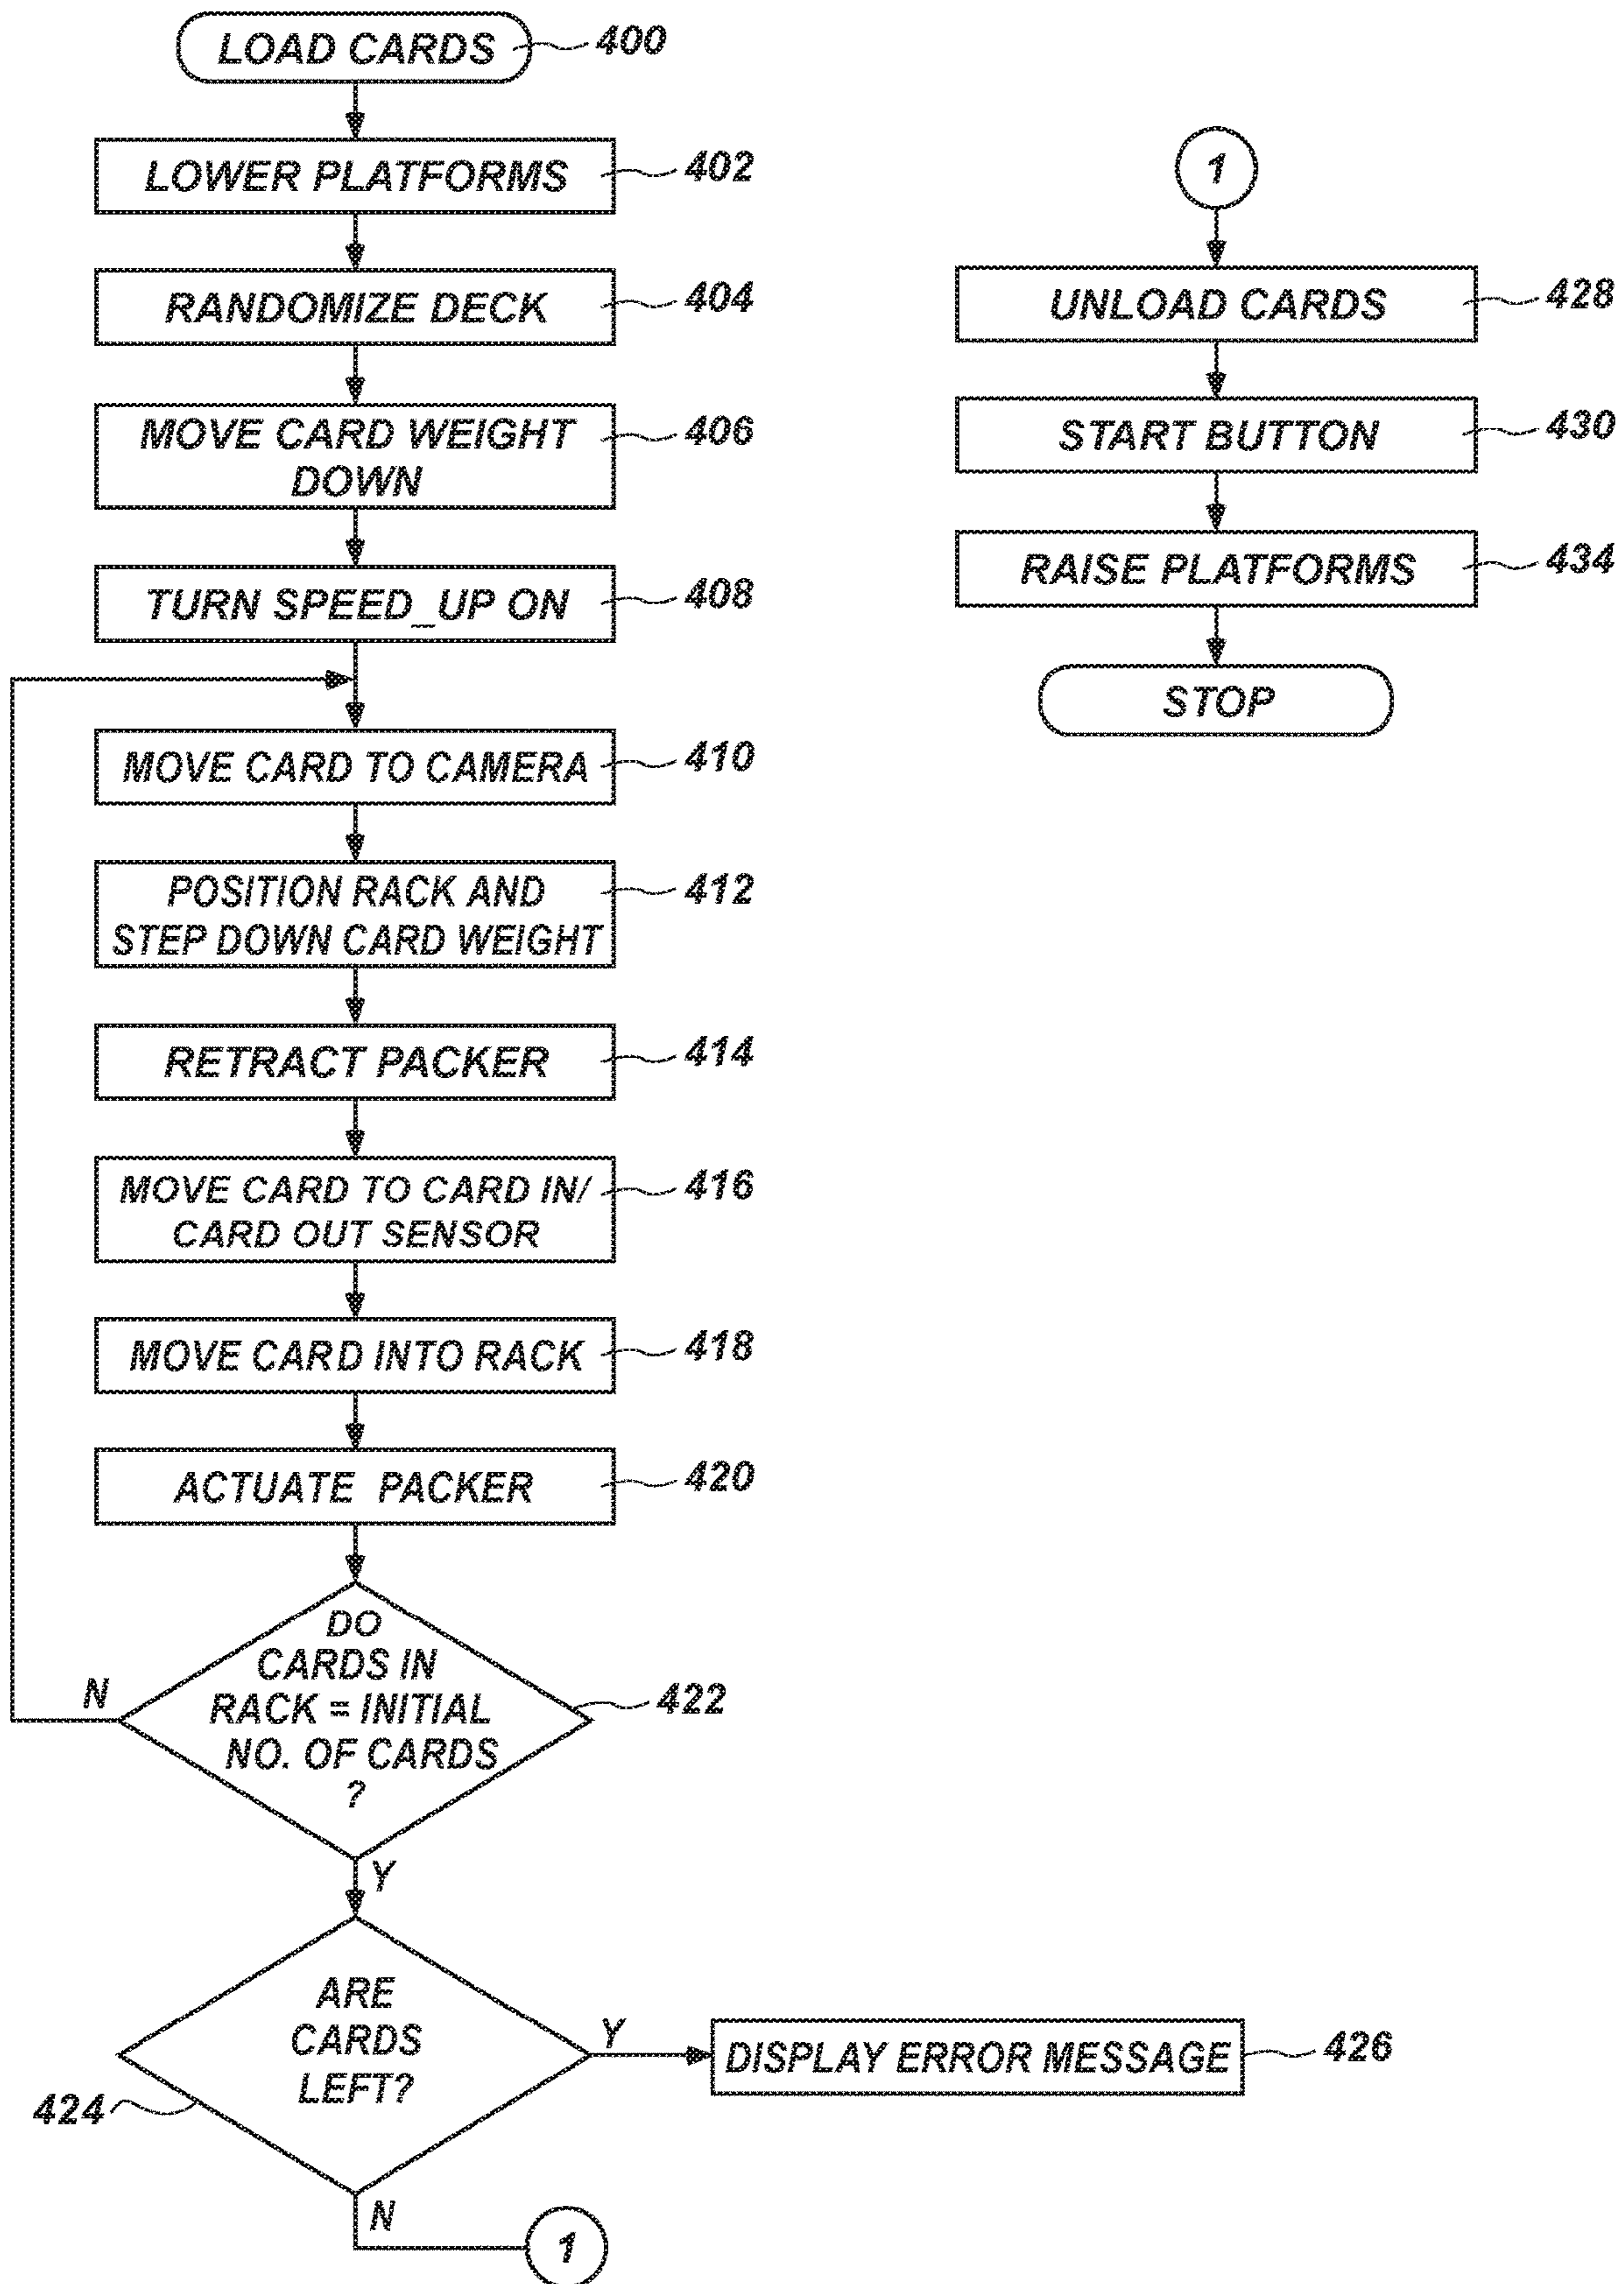 LOAD CARDS 400
LOWER PLATFORMS 402
RANDOMIZE DECK 404
MOVE CARD WEIGHT 406
DOWN
TURN SPEED_UP ON 408
MOVE CARD TO CAMERA 410
POSITION RACK AND 412
STEP DOWN CARD WEIGHT
RETRACT PACKER 414
MOVE CARD TO CARD IN/ 416
CARD OUT SENSOR
MOVE CARD INTO RACK 418
ACTUATE PACKER 420
DO
CARDS IN
RACK = INITIAL
NO. OF CARDS
?
422
N
Y
ARE
CARDS
LEFT?
424
Y
DISPLAY ERROR MESSAGE 426
N
1
1
UNLOAD CARDS 428
START BUTTON 430
RAISE PLATFORMS 434
STOP